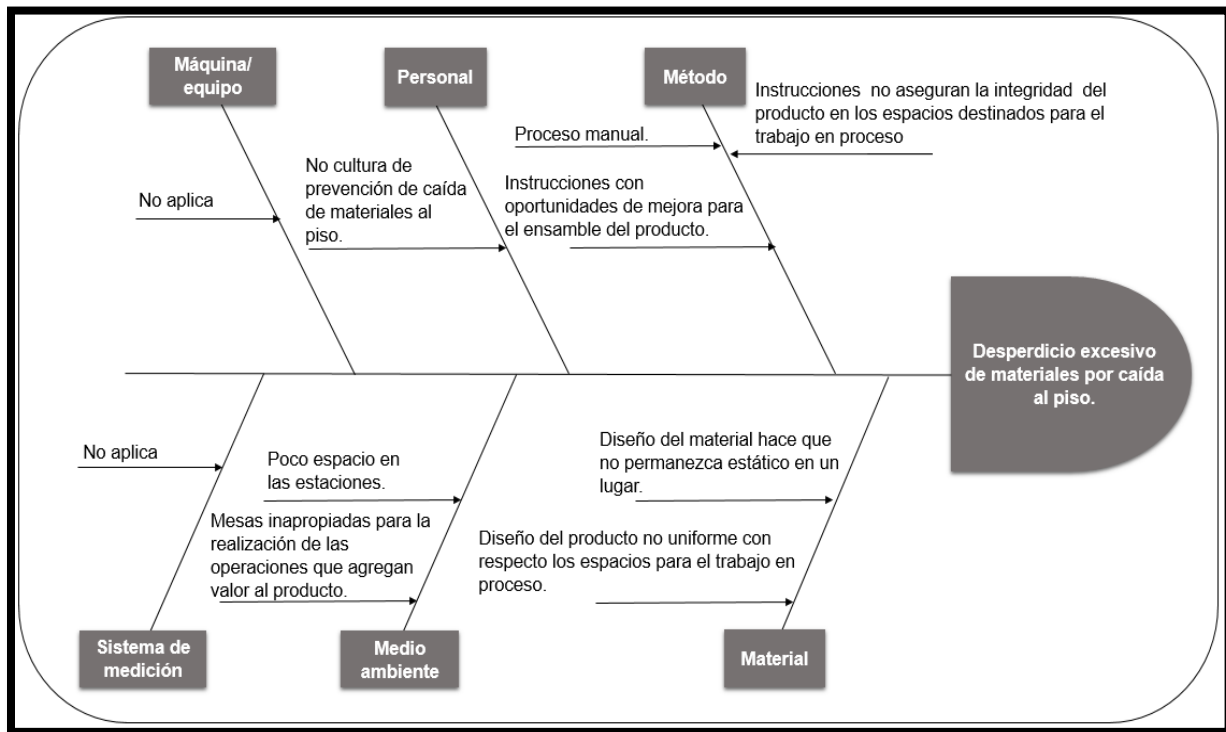 Máquina/
equipo
Personal
Método
Instrucciones no aseguran la integridad del
producto en los espacios destinados para el
trabajo en proceso
Proceso manual.
No cultura de
prevención de caída
de materiales al
piso.
Instrucciones con
oportunidades de mejora para
el ensamble del producto.
No aplica
Desperdicio excesivo
de materiales por caída
al piso.
No aplica
Poco espacio en
las estaciones.
Diseño del material hace que
no permanezca estático en un
lugar.
Mesas inapropiadas para la
realización de las
operaciones que agregan
valor al producto.
Diseño del producto no uniforme con
respecto los espacios para el trabajo en
proceso.
Sistema de
medición
Medio
ambiente
Material